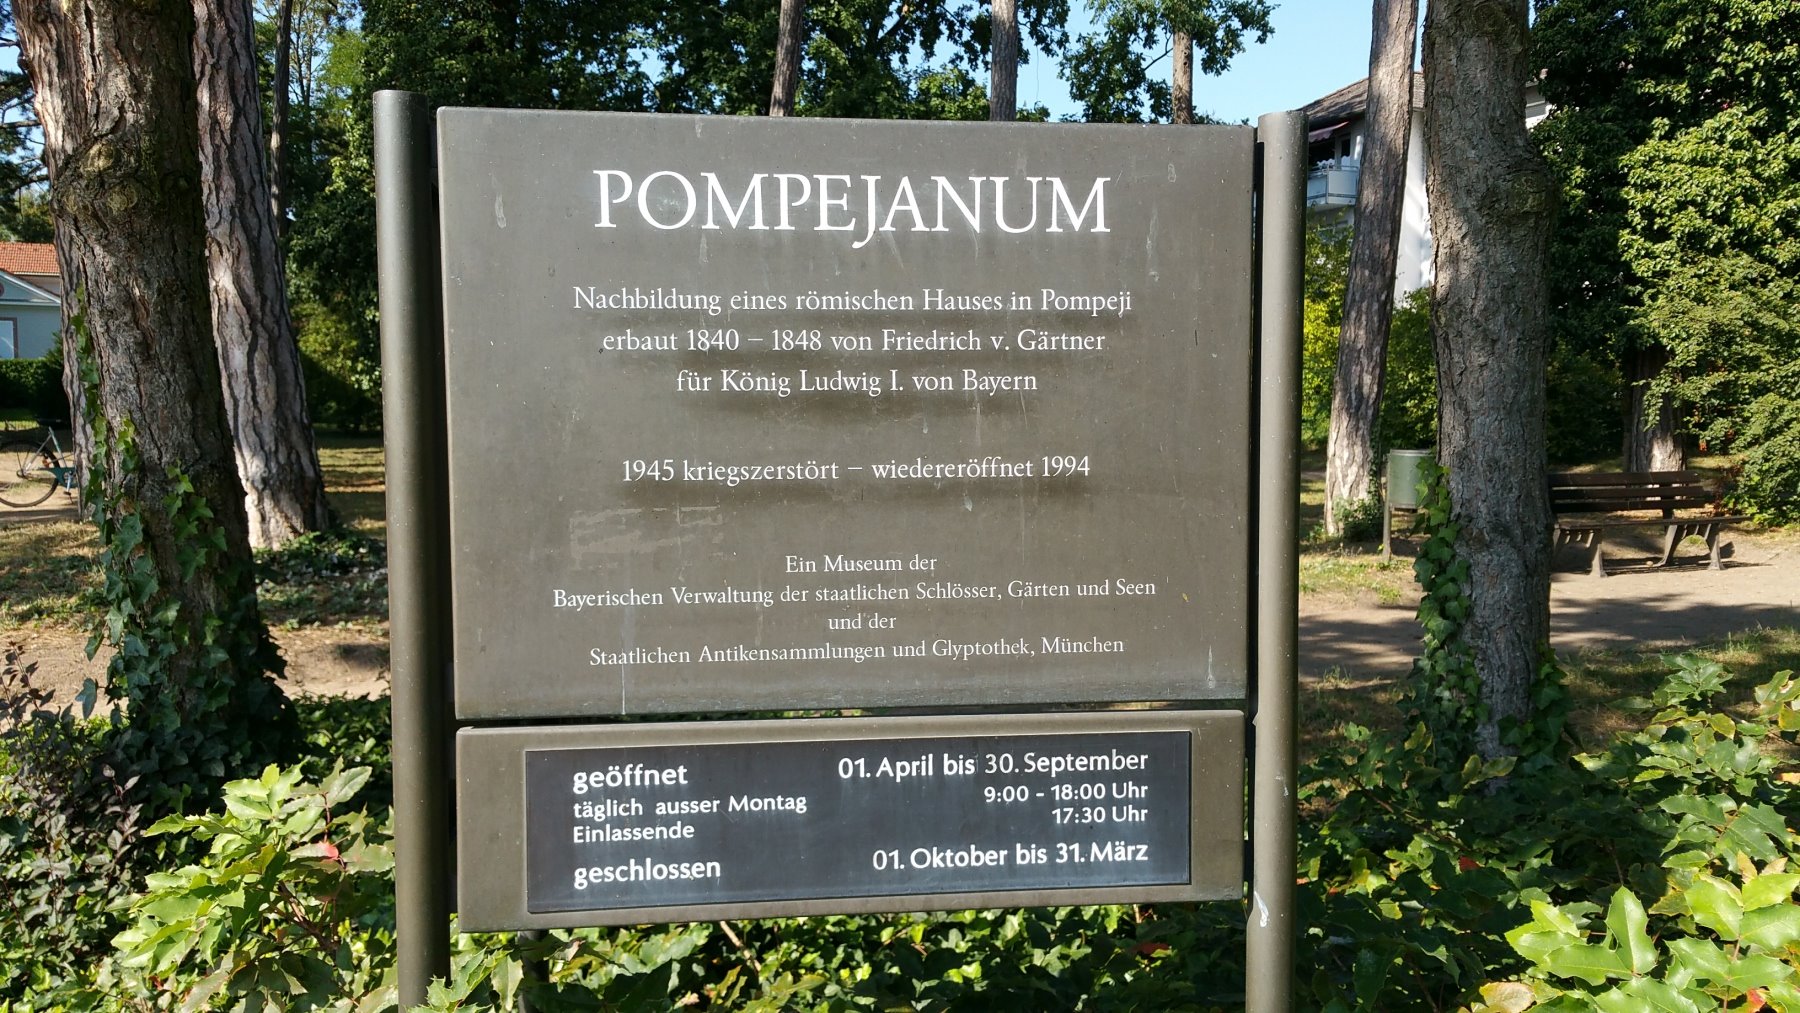 POMPEJANUM
Nachbildung eines römischen Hauses in Pompeji
erbaut 1840 – 1848 von Friedrich v. Gärtner
für König Ludwig I. von Bayern
1945 kriegszerstört – wiedereröffnet 1994
Ein Museum der
Bayerischen Verwaltung der staatlichen Schlösser, Gärten und Seen
und der
Staatlichen Antikensammlungen und Glyptothek, München
geöffnet 01. April bis 30. September
täglich ausser Montag 9:00 - 18:00 Uhr
Einlassende 17:30 Uhr
geschlossen 01. Oktober bis 31. März